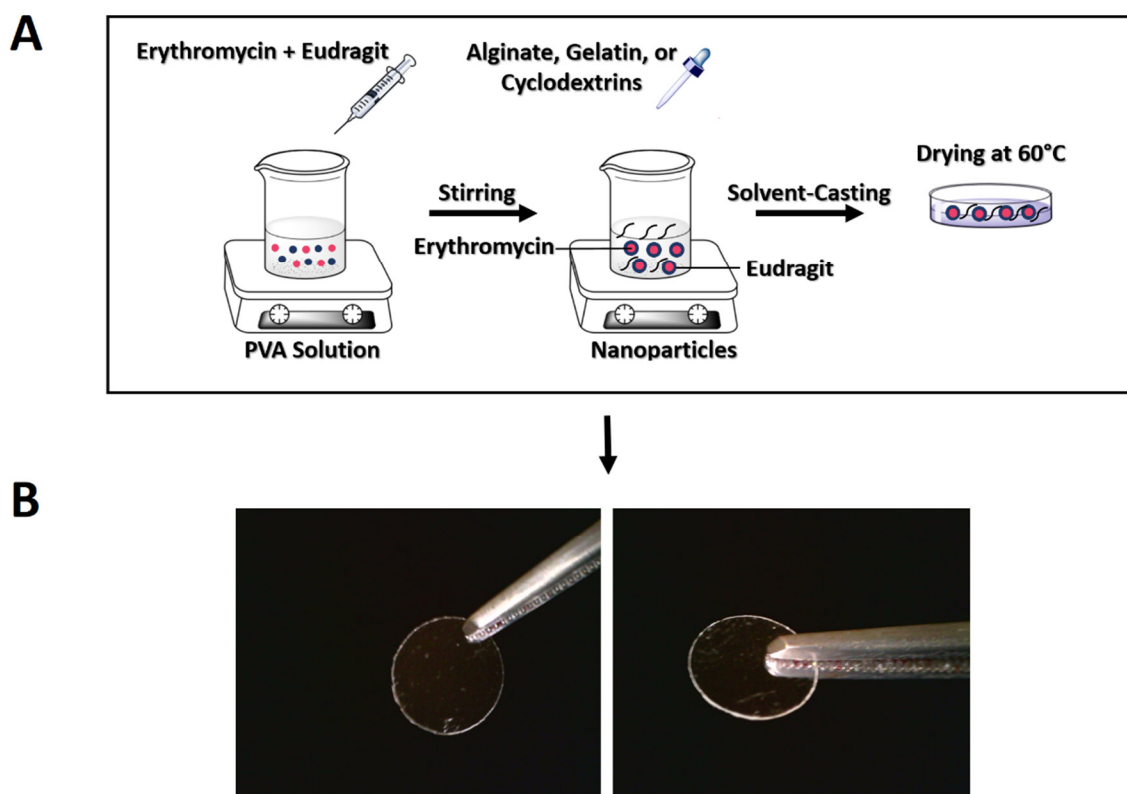 A
Erythromycin + Eudragit
Alginate, Gelatin, or
Cyclodextrins
Drying at 60°C
Stirring
Solvent-Casting
Erythromycin
Eudragit
PVA Solution
Nanoparticles
B